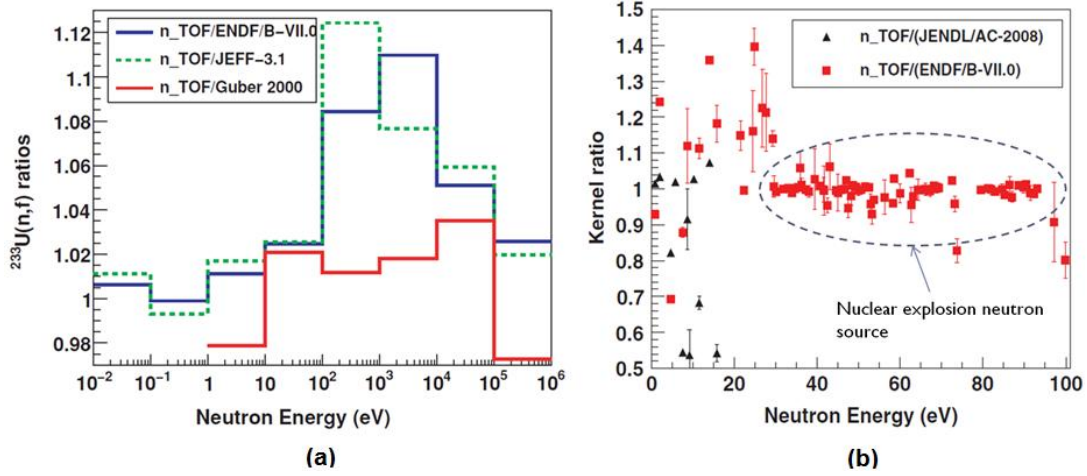 n_TOF/ENDF/B-VII.0
n_TOF/JEFF-3.1
n_TOF/Guber 2000
²³³U(n,f) ratios
1.12
1.1
1.08
1.06
1.04
1.02
1
0.98
10⁻²
10⁻¹
1
10
10²
10³
10⁴
10⁵
10⁶
Neutron Energy (eV)
(a)
n_TOF/(JENDL/AC-2008)
n_TOF/(ENDF/B-VII.0)
Kernel ratio
1.5
1.4
1.3
1.2
1.1
1
0.9
0.8
0.7
0.6
0.5
Nuclear explosion neutron
source
0
20
40
60
80
100
Neutron Energy (eV)
(b)